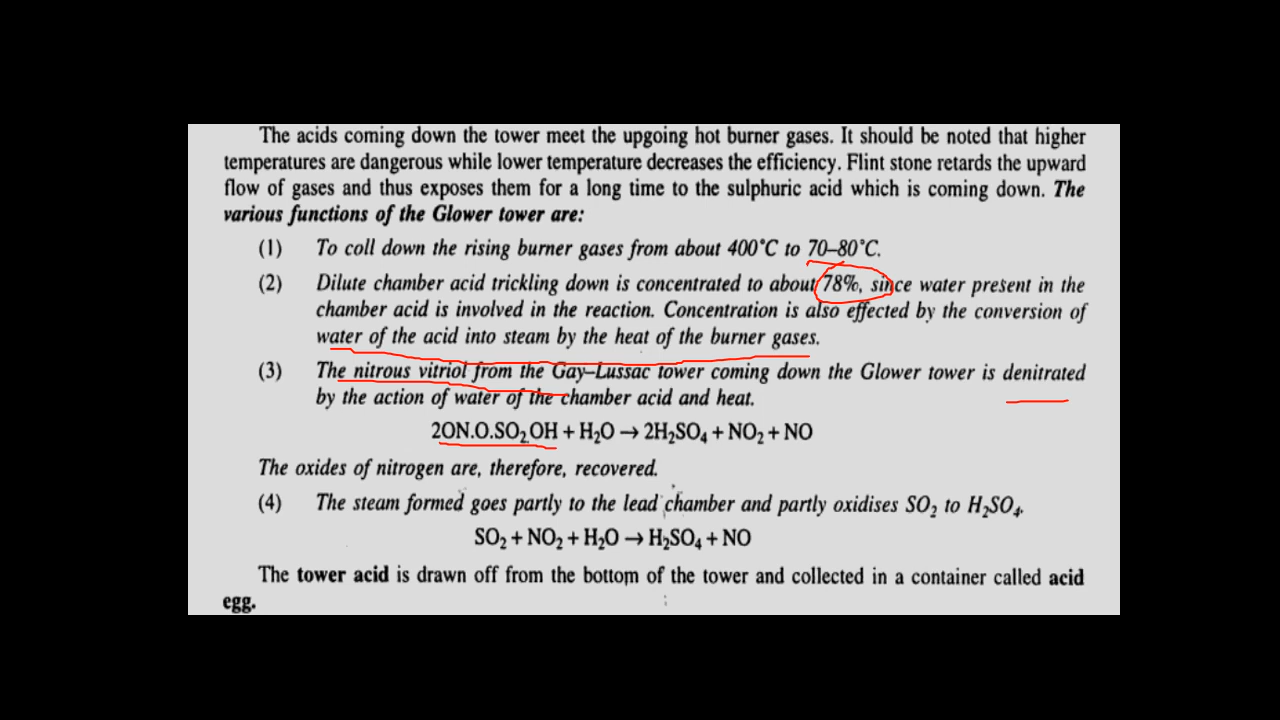 The acids coming down the tower meet the upgoing hot burner gases. It should be noted that higher
temperatures are dangerous while lower temperature decreases the efficiency. Flint stone retards the upward
flow of gases and thus exposes them for a long time to the sulphuric acid which is coming down. The
various functions of the Glower tower are:
(1) To coll down the rising burner gases from about 400°C to 70–80°C.
(2) Dilute chamber acid trickling down is concentrated to about 78%, since water present in the
chamber acid is involved in the reaction. Concentration is also effected by the conversion of
water of the acid into steam by the heat of the burner gases.
(3) The nitrous vitriol from the Gay–Lussac tower coming down the Glower tower is denitrated
by the action of water of the chamber acid and heat.
2ON.O.SO₂OH + H₂O → 2H₂SO₄ + NO₂ + NO
The oxides of nitrogen are, therefore, recovered.
(4) The steam formed goes partly to the lead chamber and partly oxidises SO₂ to H₂SO₄.
SO₂ + NO₂ + H₂O → H₂SO₄ + NO
The tower acid is drawn off from the bottom of the tower and collected in a container called acid
egg.